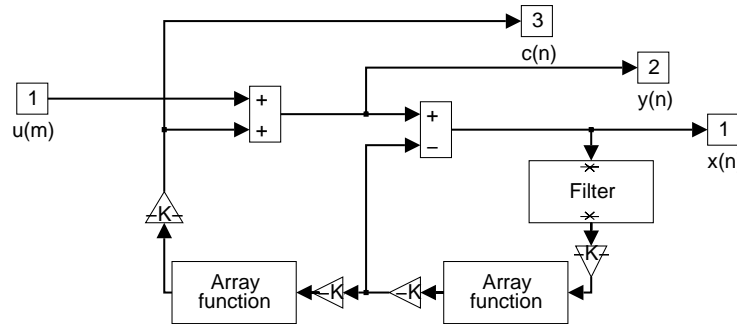 3
c(n)
2
y(n)
1
u(m)
+
+
+
−
1
x(n
Filter
-K-
-K
Array
function
-K
-K
Array
function